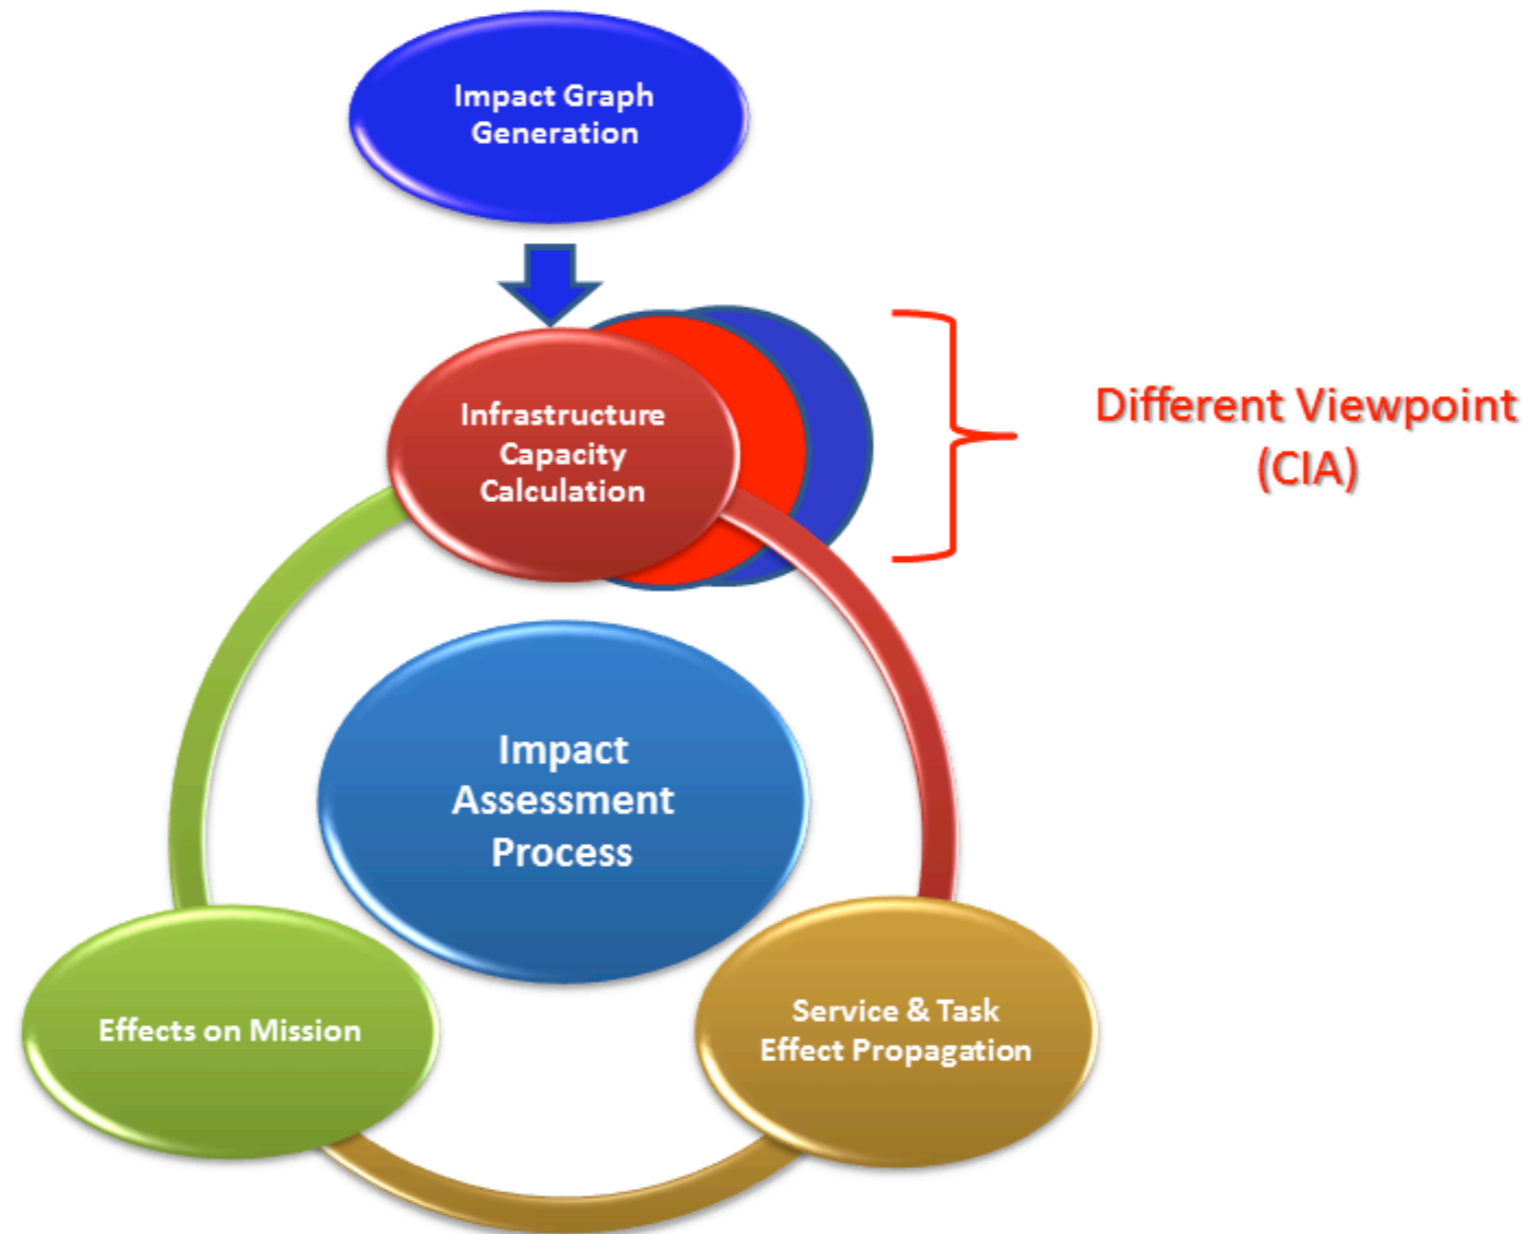 Impact Graph
Generation
Infrastructure
Capacity
Calculation
Different Viewpoint
(CIA)
Impact
Assessment
Process
Effects on Mission
Service & Task
Effect Propagation